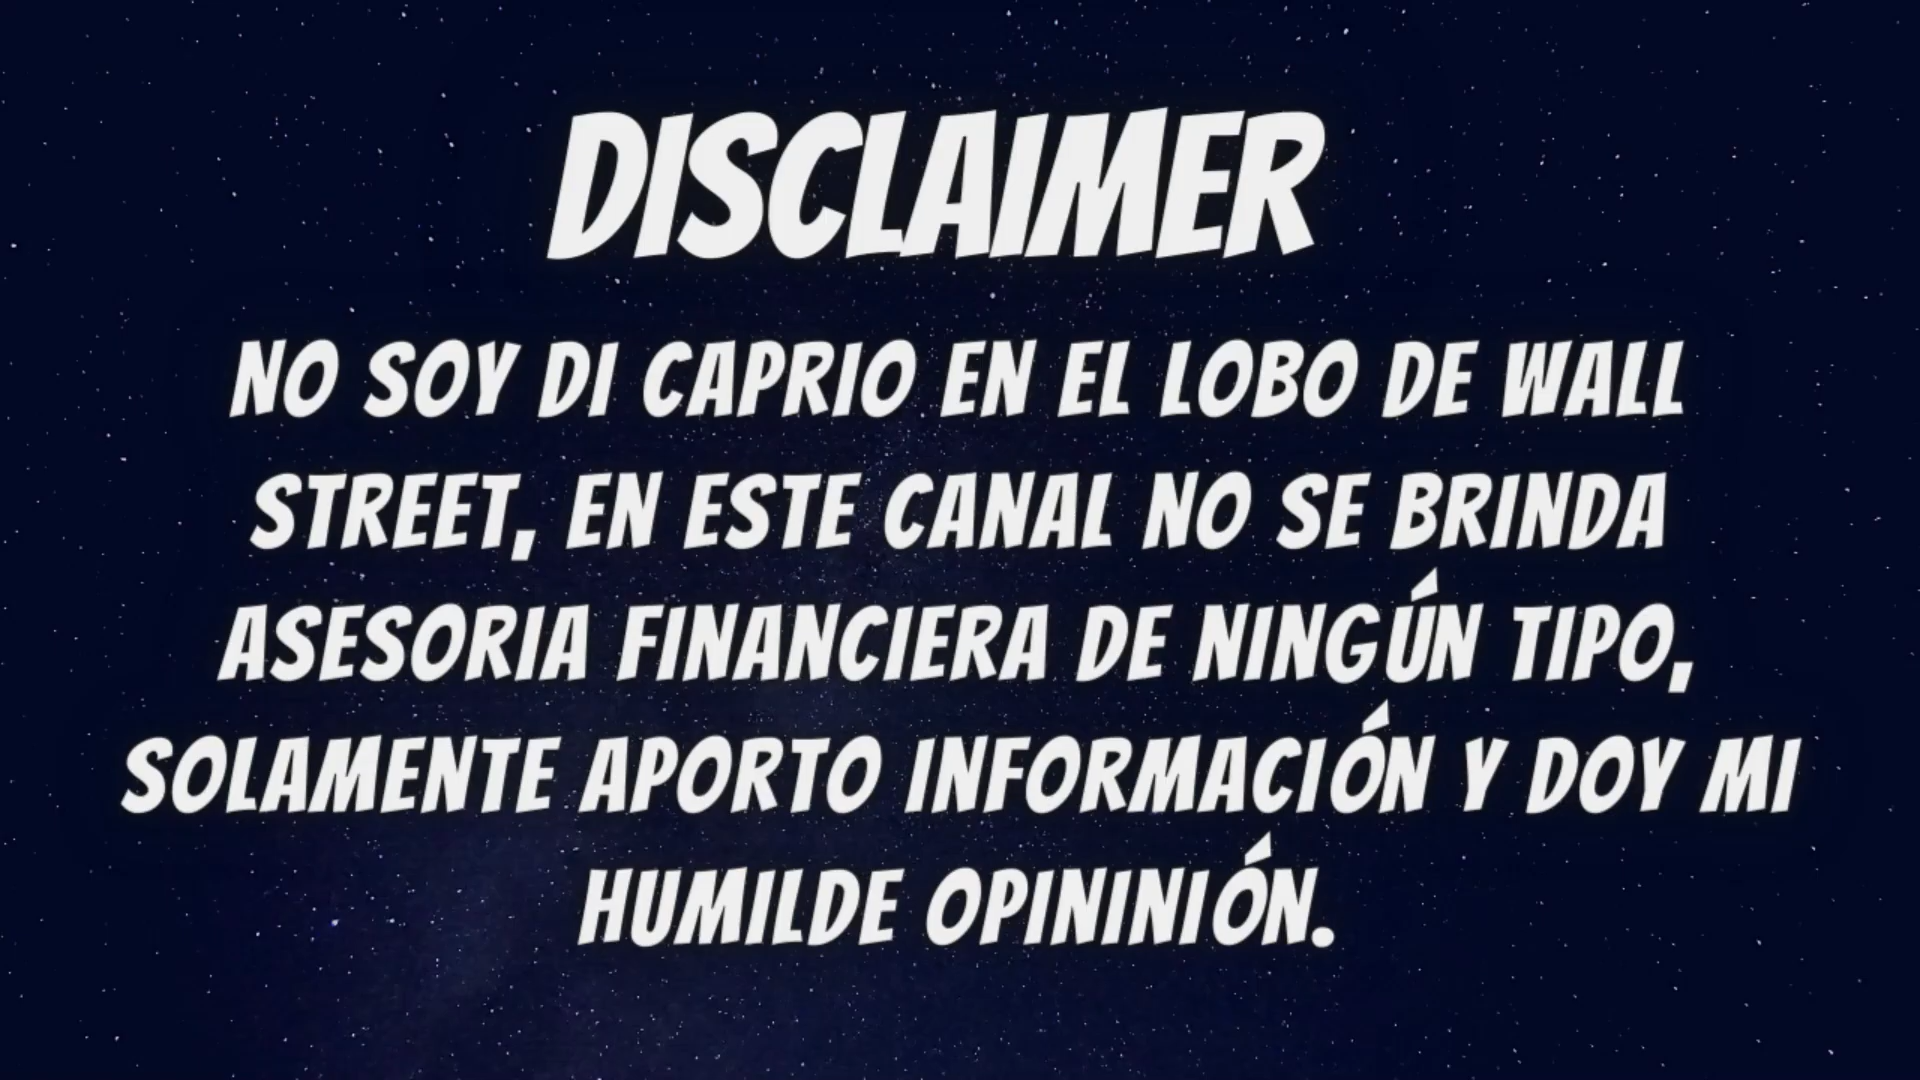 DISCLAIMER
NO SOY DI CAPRIO EN EL LOBO DE WALL
STREET, EN ESTE CANAL NO SE BRINDA
ASESORIA FINANCIERA DE NINGÚN TIPO,
SOLAMENTE APORTO INFORMACIÓN Y DOY MI
HUMILDE OPININIÓN.